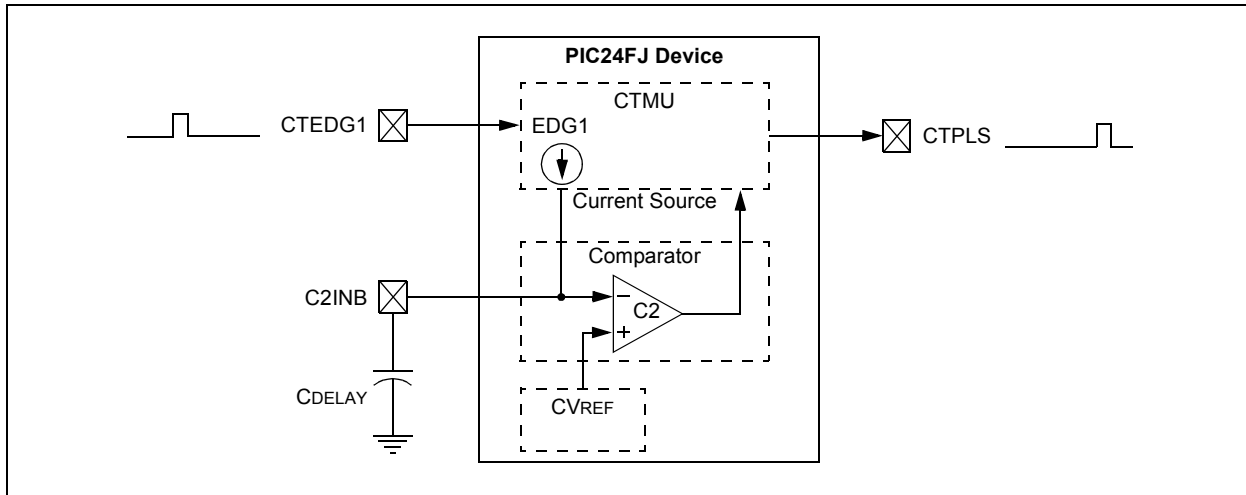 PIC24FJ Device
CTMU
CTEDG1
EDG1
CTPLS
Current Source
Comparator
C2INB
−
C2
+
CDELAY
CVREF